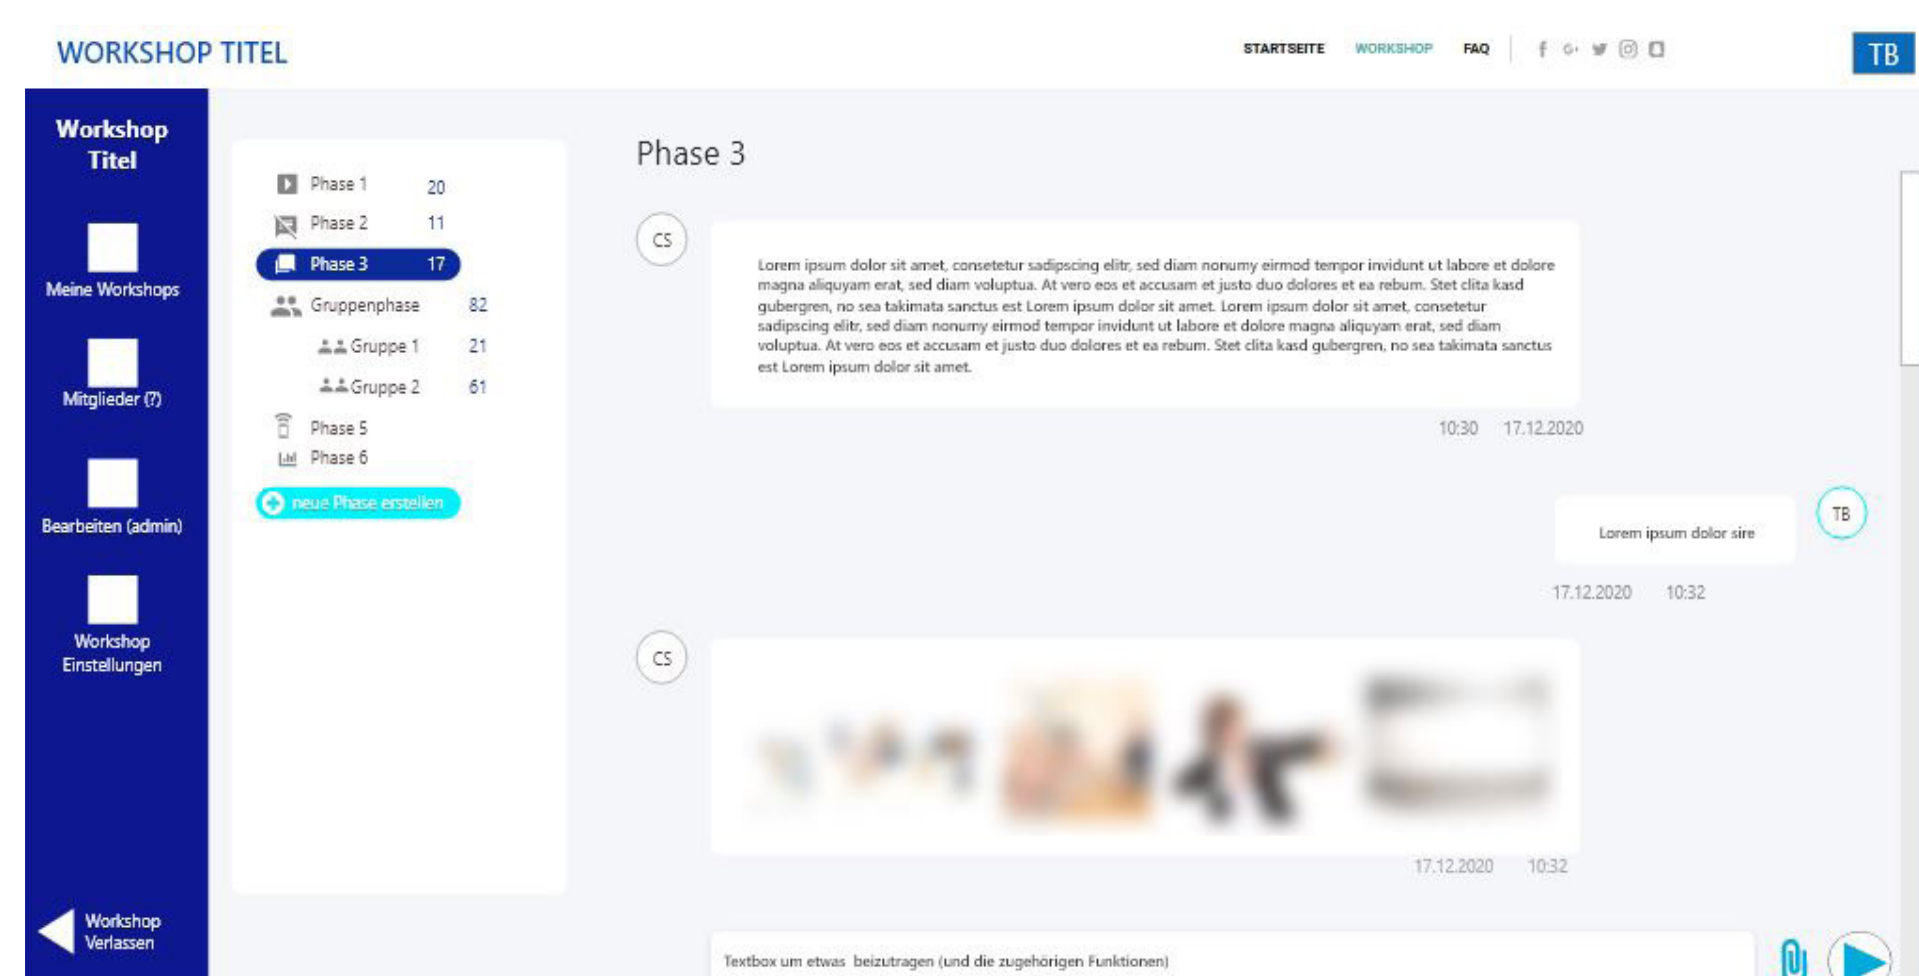 WORKSHOP TITEL
STARTSEITE WORKSHOP FAQ
TB
Workshop
Titel
Meine Workshops
Mitglieder (?)
Bearbeiten (admin)
Workshop
Einstellungen
Workshop
Verlassen
Phase 1 20
Phase 2 11
Phase 3 17
Gruppenphase 82
Gruppe 1 21
Gruppe 2 61
Phase 5
Phase 6
neue Phase erstellen
Phase 3
CS
Lorem ipsum dolor sit amet, consetetur sadipscing elitr, sed diam nonumy eirmod tempor invidunt ut labore et dolore
magna aliquyam erat, sed diam voluptua. At vero eos et accusam et justo duo dolores et ea rebum. Stet clita kasd
gubergren, no sea takimata sanctus est Lorem ipsum dolor sit amet. Lorem ipsum dolor sit amet, consetetur
sadipscing elitr, sed diam nonumy eirmod tempor invidunt ut labore et dolore magna aliquyam erat, sed diam
voluptua. At vero eos et accusam et justo duo dolores et ea rebum. Stet clita kasd gubergren, no sea takimata sanctus
est Lorem ipsum dolor sit amet.
10:30 17.12.2020
Lorem ipsum dolor sire
TB
17.12.2020 10:32
CS
17.12.2020 10:32
Textbox um etwas beizutragen (und die zugehörigen Funktionen)